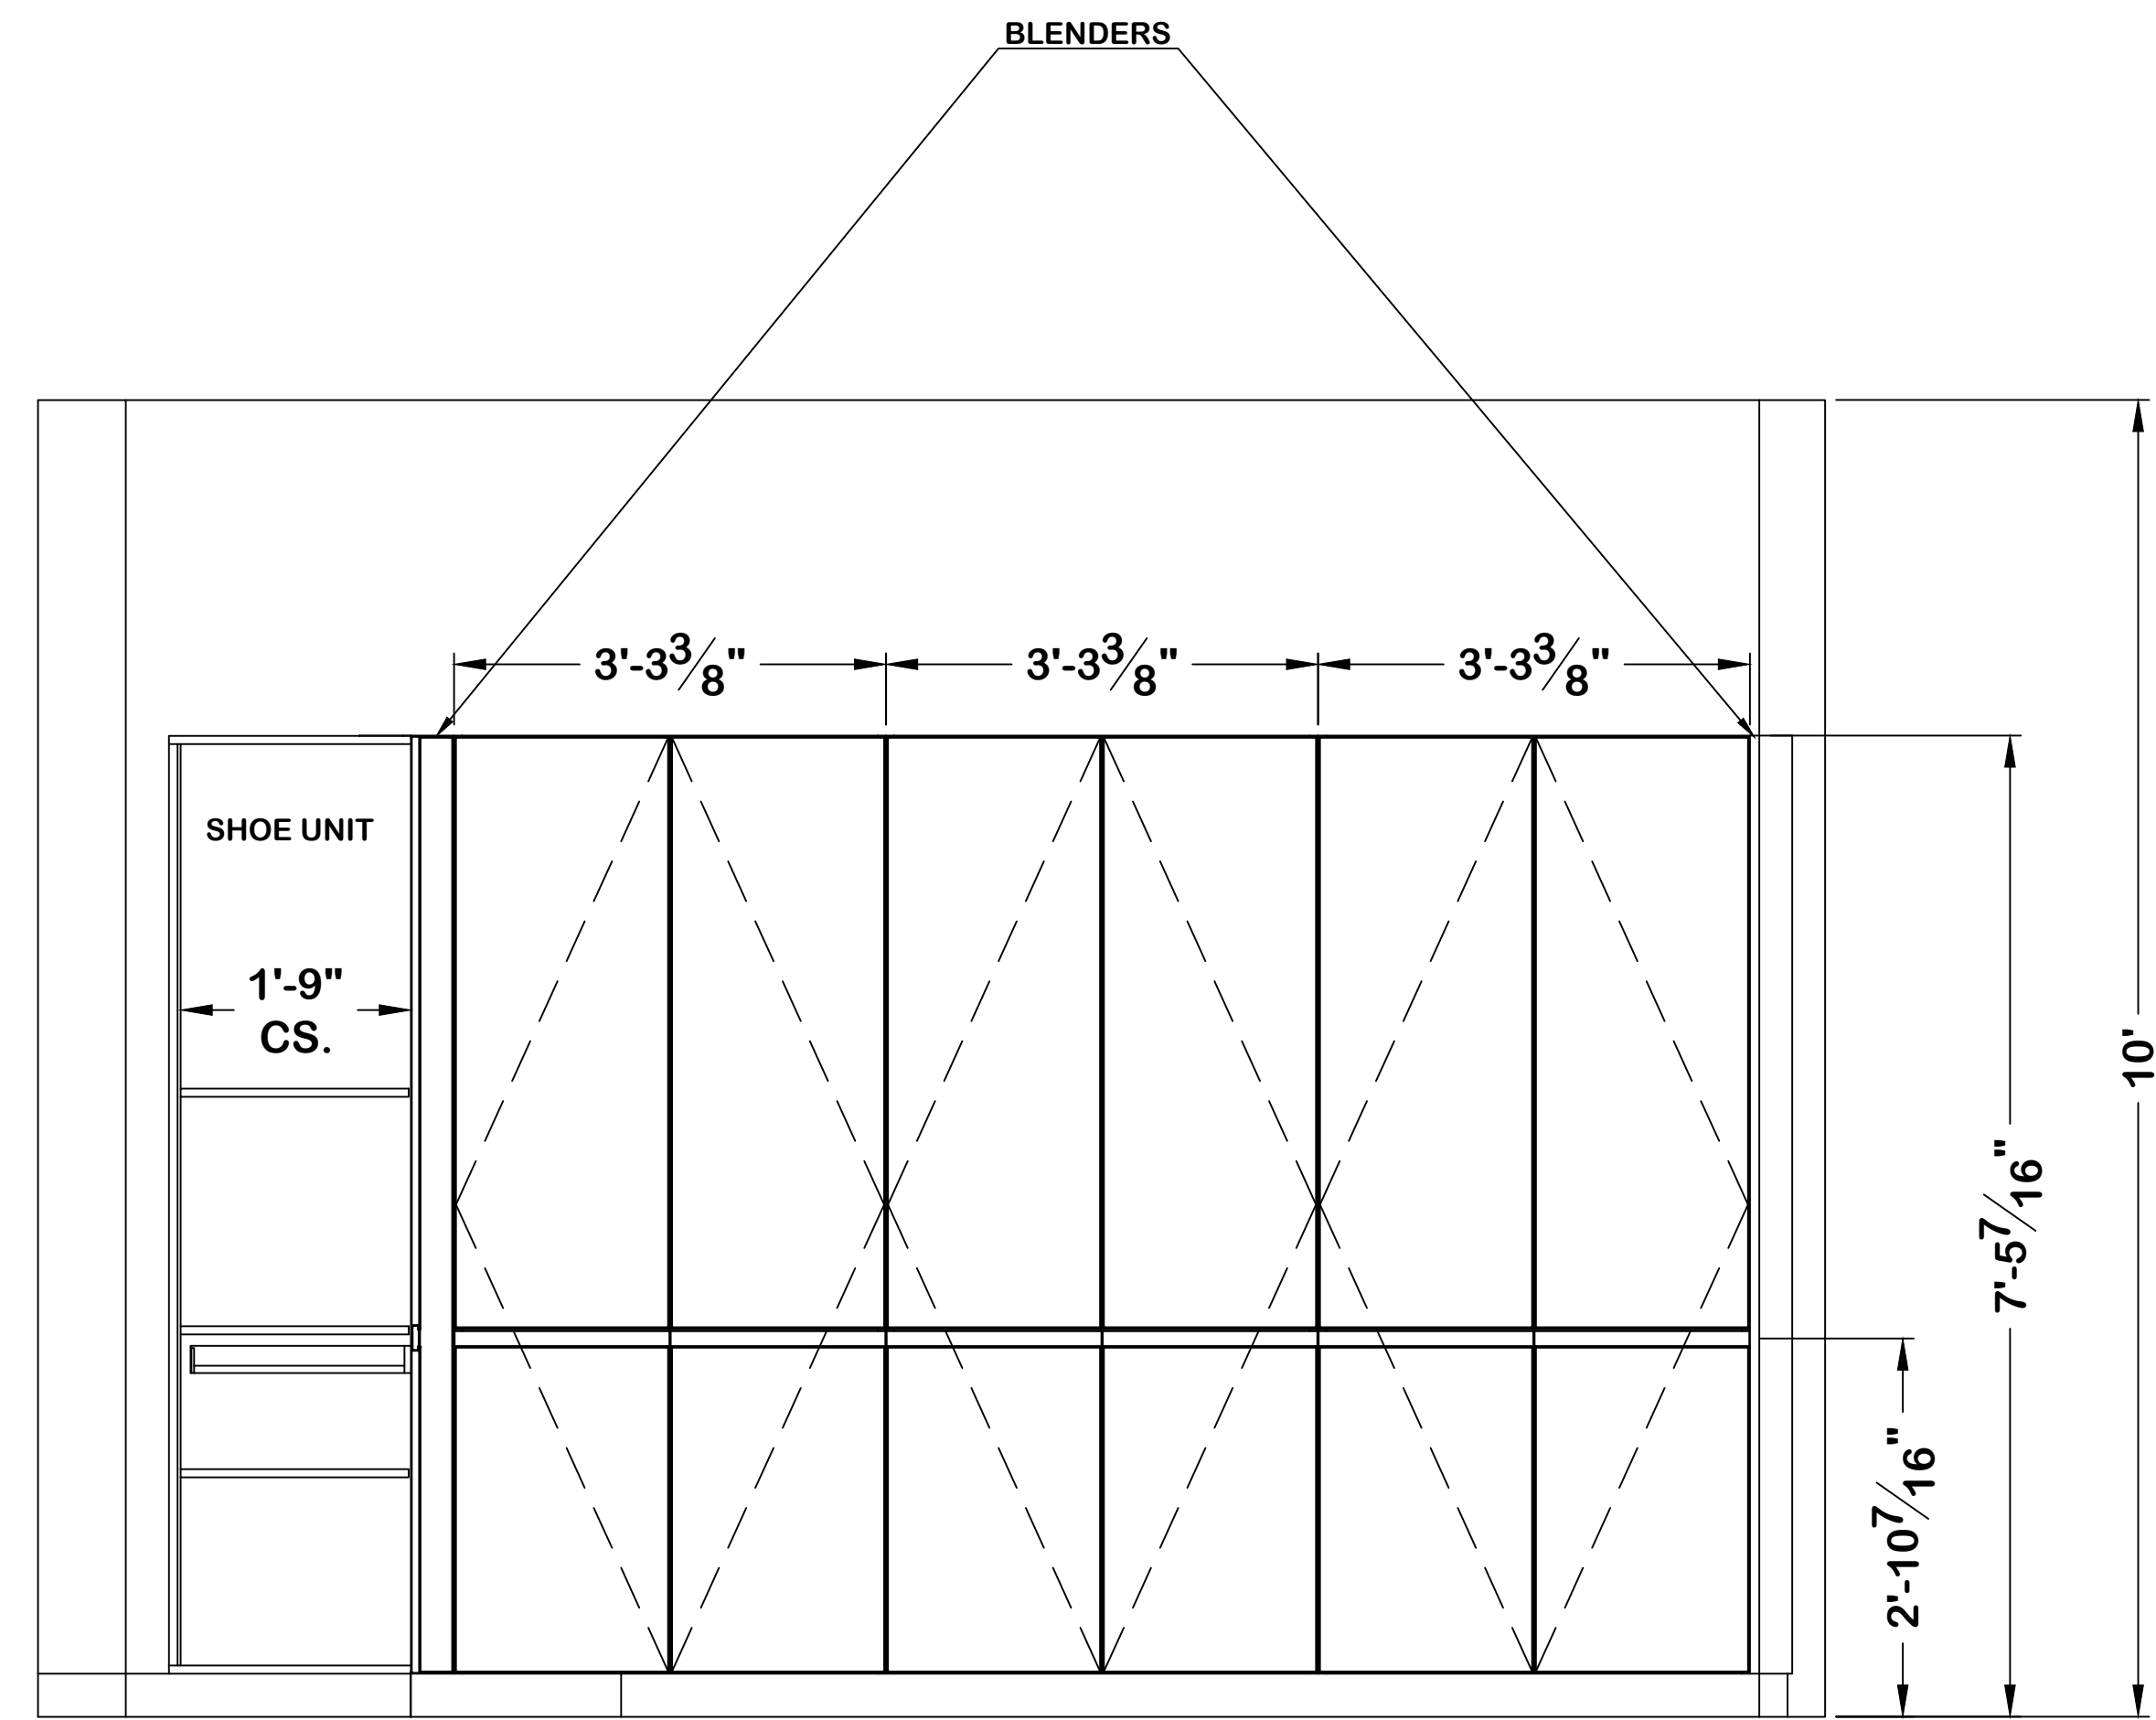 BLENDERS
3'-3 3/8" 3'-3 3/8" 3'-3 3/8"
SHOE UNIT
1'-9"
CS.
10'
7'-5 7/16"
2'-10 7/16"